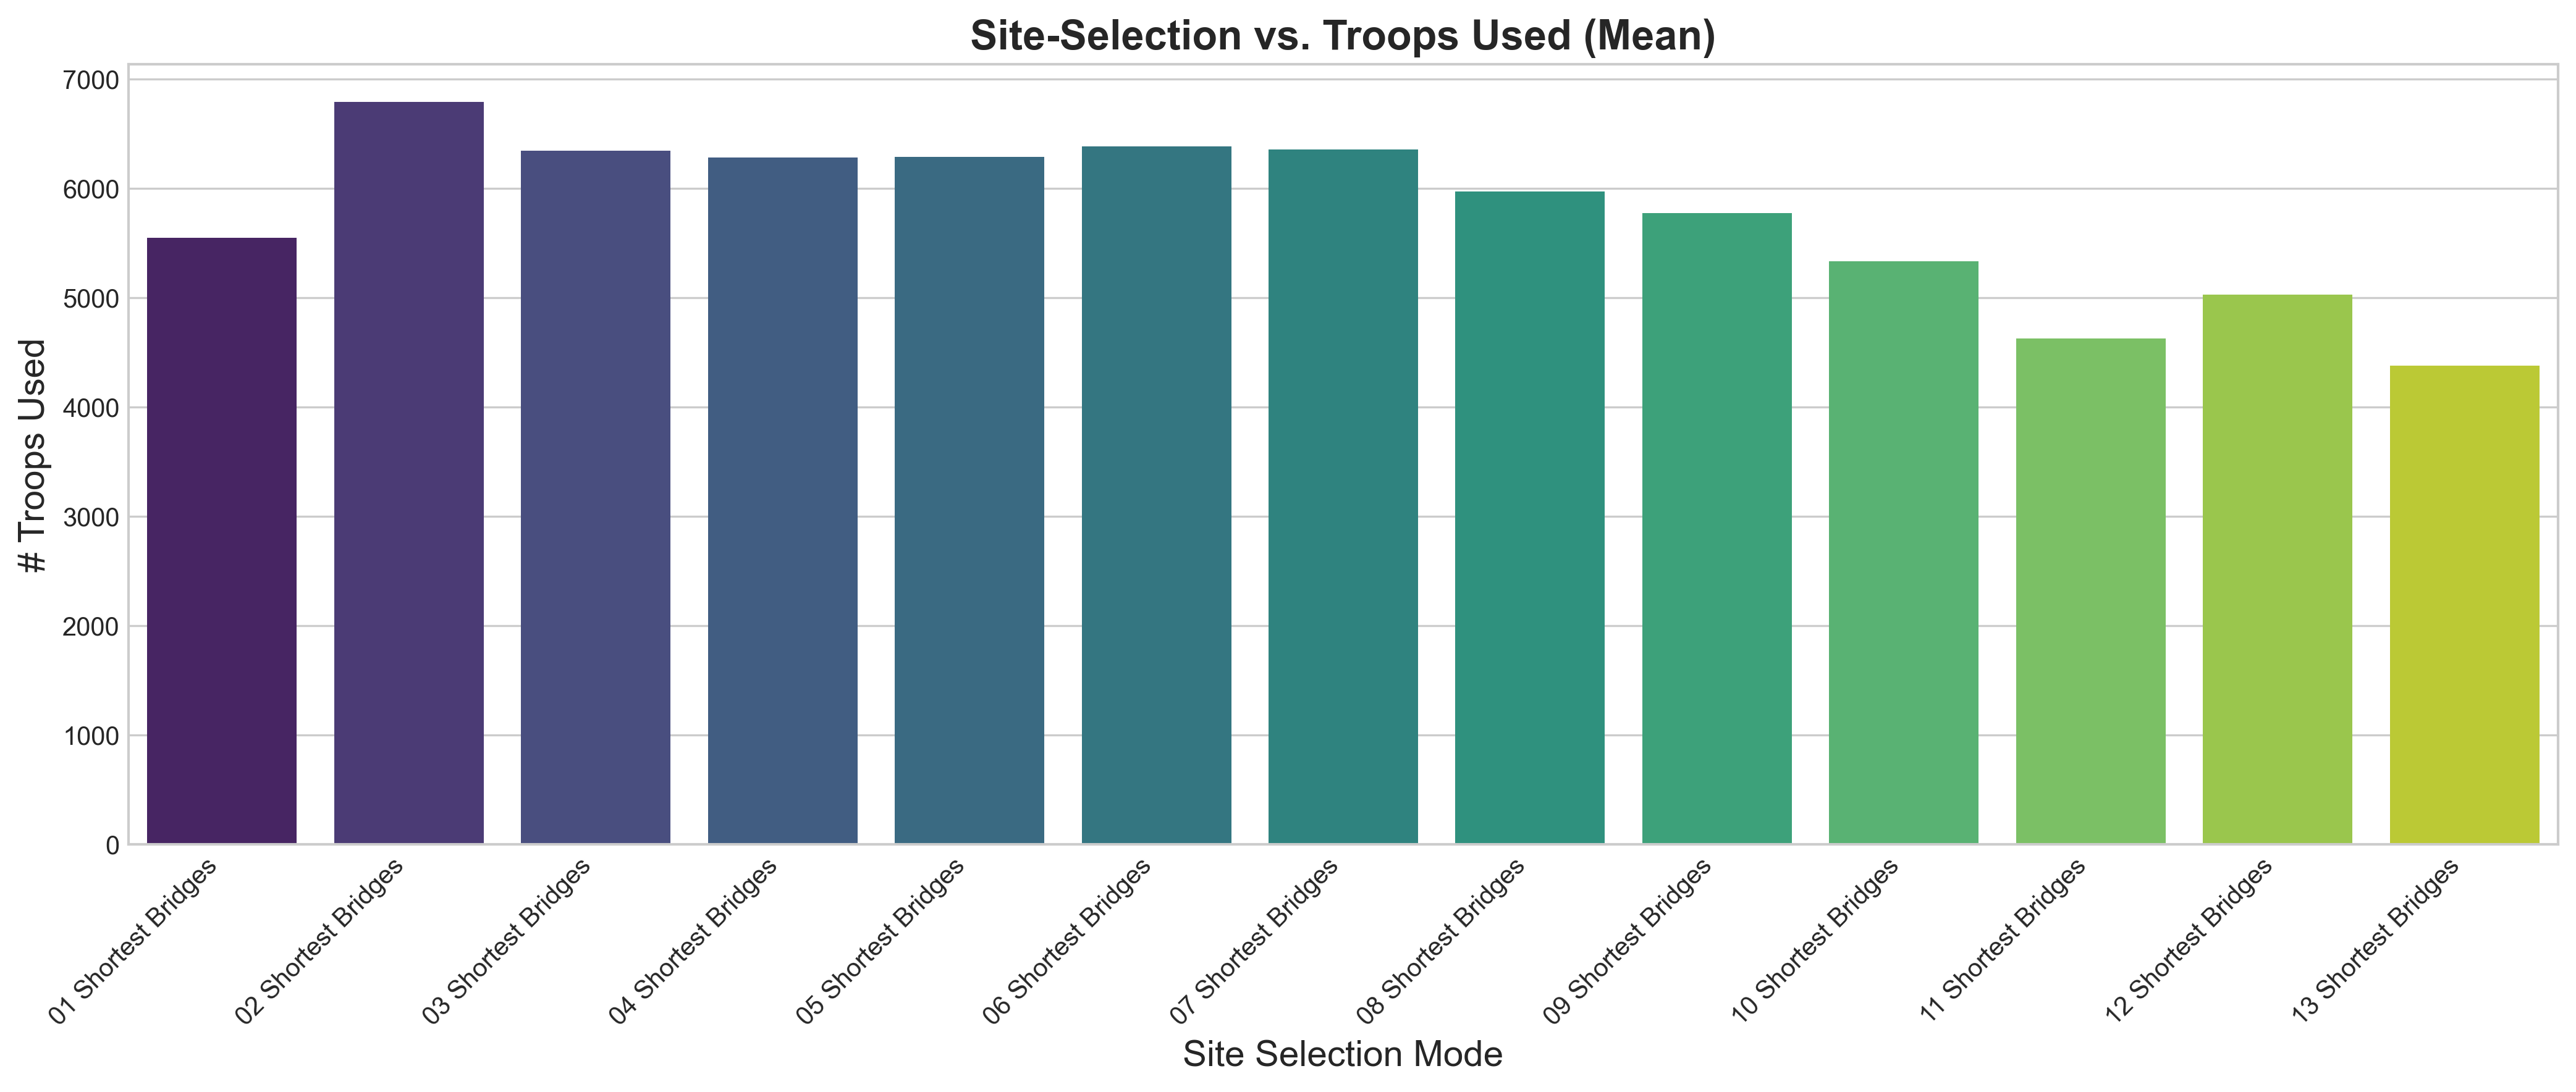 Site-Selection vs. Troops Used (Mean)
# Troops Used
7000
6000
5000
4000
3000
2000
1000
0
01 Shortest Bridges
02 Shortest Bridges
03 Shortest Bridges
04 Shortest Bridges
05 Shortest Bridges
06 Shortest Bridges
07 Shortest Bridges
08 Shortest Bridges
09 Shortest Bridges
10 Shortest Bridges
11 Shortest Bridges
12 Shortest Bridges
13 Shortest Bridges
Site Selection Mode